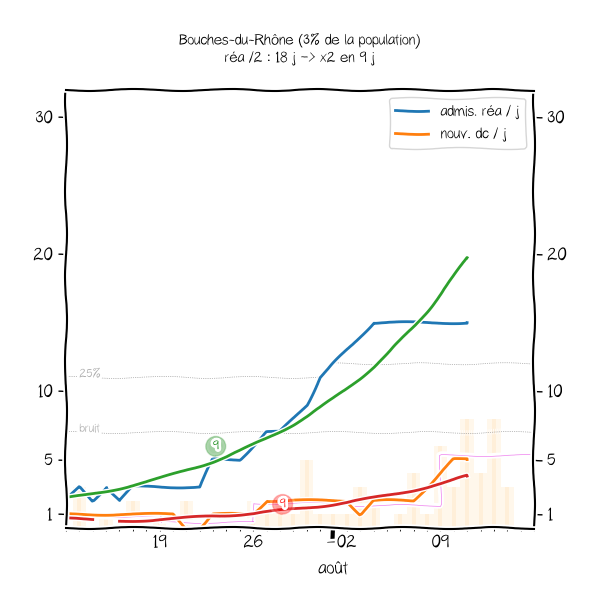 Bouches-du-Rhône (3% de la population)
réa /2 : 18 j -> x2 en 9 j
admis. réa / j
nouv. dc / j
30 30
20 20
25%
10 10
bruit
9
5 5
9
1 1
19 26 02 09
août